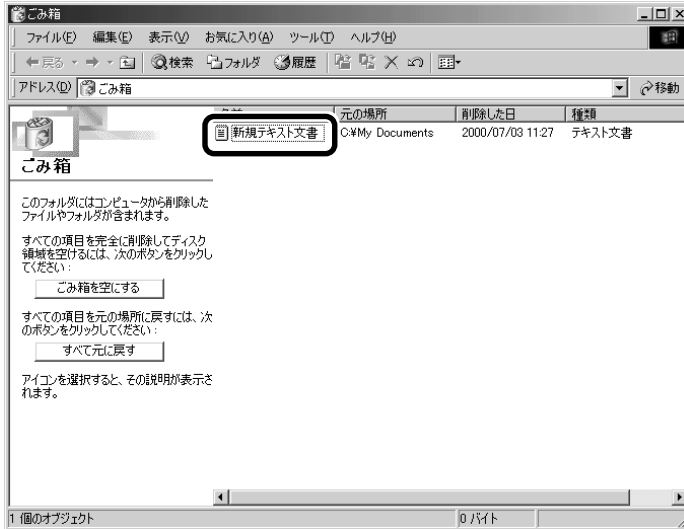 ごみ箱
ファイル(F) 編集(E) 表示(V) お気に入り(A) ツール(T) ヘルプ(H)
戻る 検索 フォルダ 履歴
アドレス(D) ごみ箱 移動
名前 元の場所 削除した日 種類
新規テキスト文書 C:¥My Documents 2000/07/03 11:27 テキスト文書
ごみ箱
このフォルダにはコンピュータから削除した
ファイルやフォルダが含まれます。
すべての項目を完全に削除してディスク
領域を空けるには、次のボタンをクリックし
てください:
ごみ箱を空にする
すべての項目を元の場所に戻すには、次
のボタンをクリックしてください:
すべて元に戻す
アイコンを選択すると、その説明が表示さ
れます。
1 個のオブジェクト 0 バイト